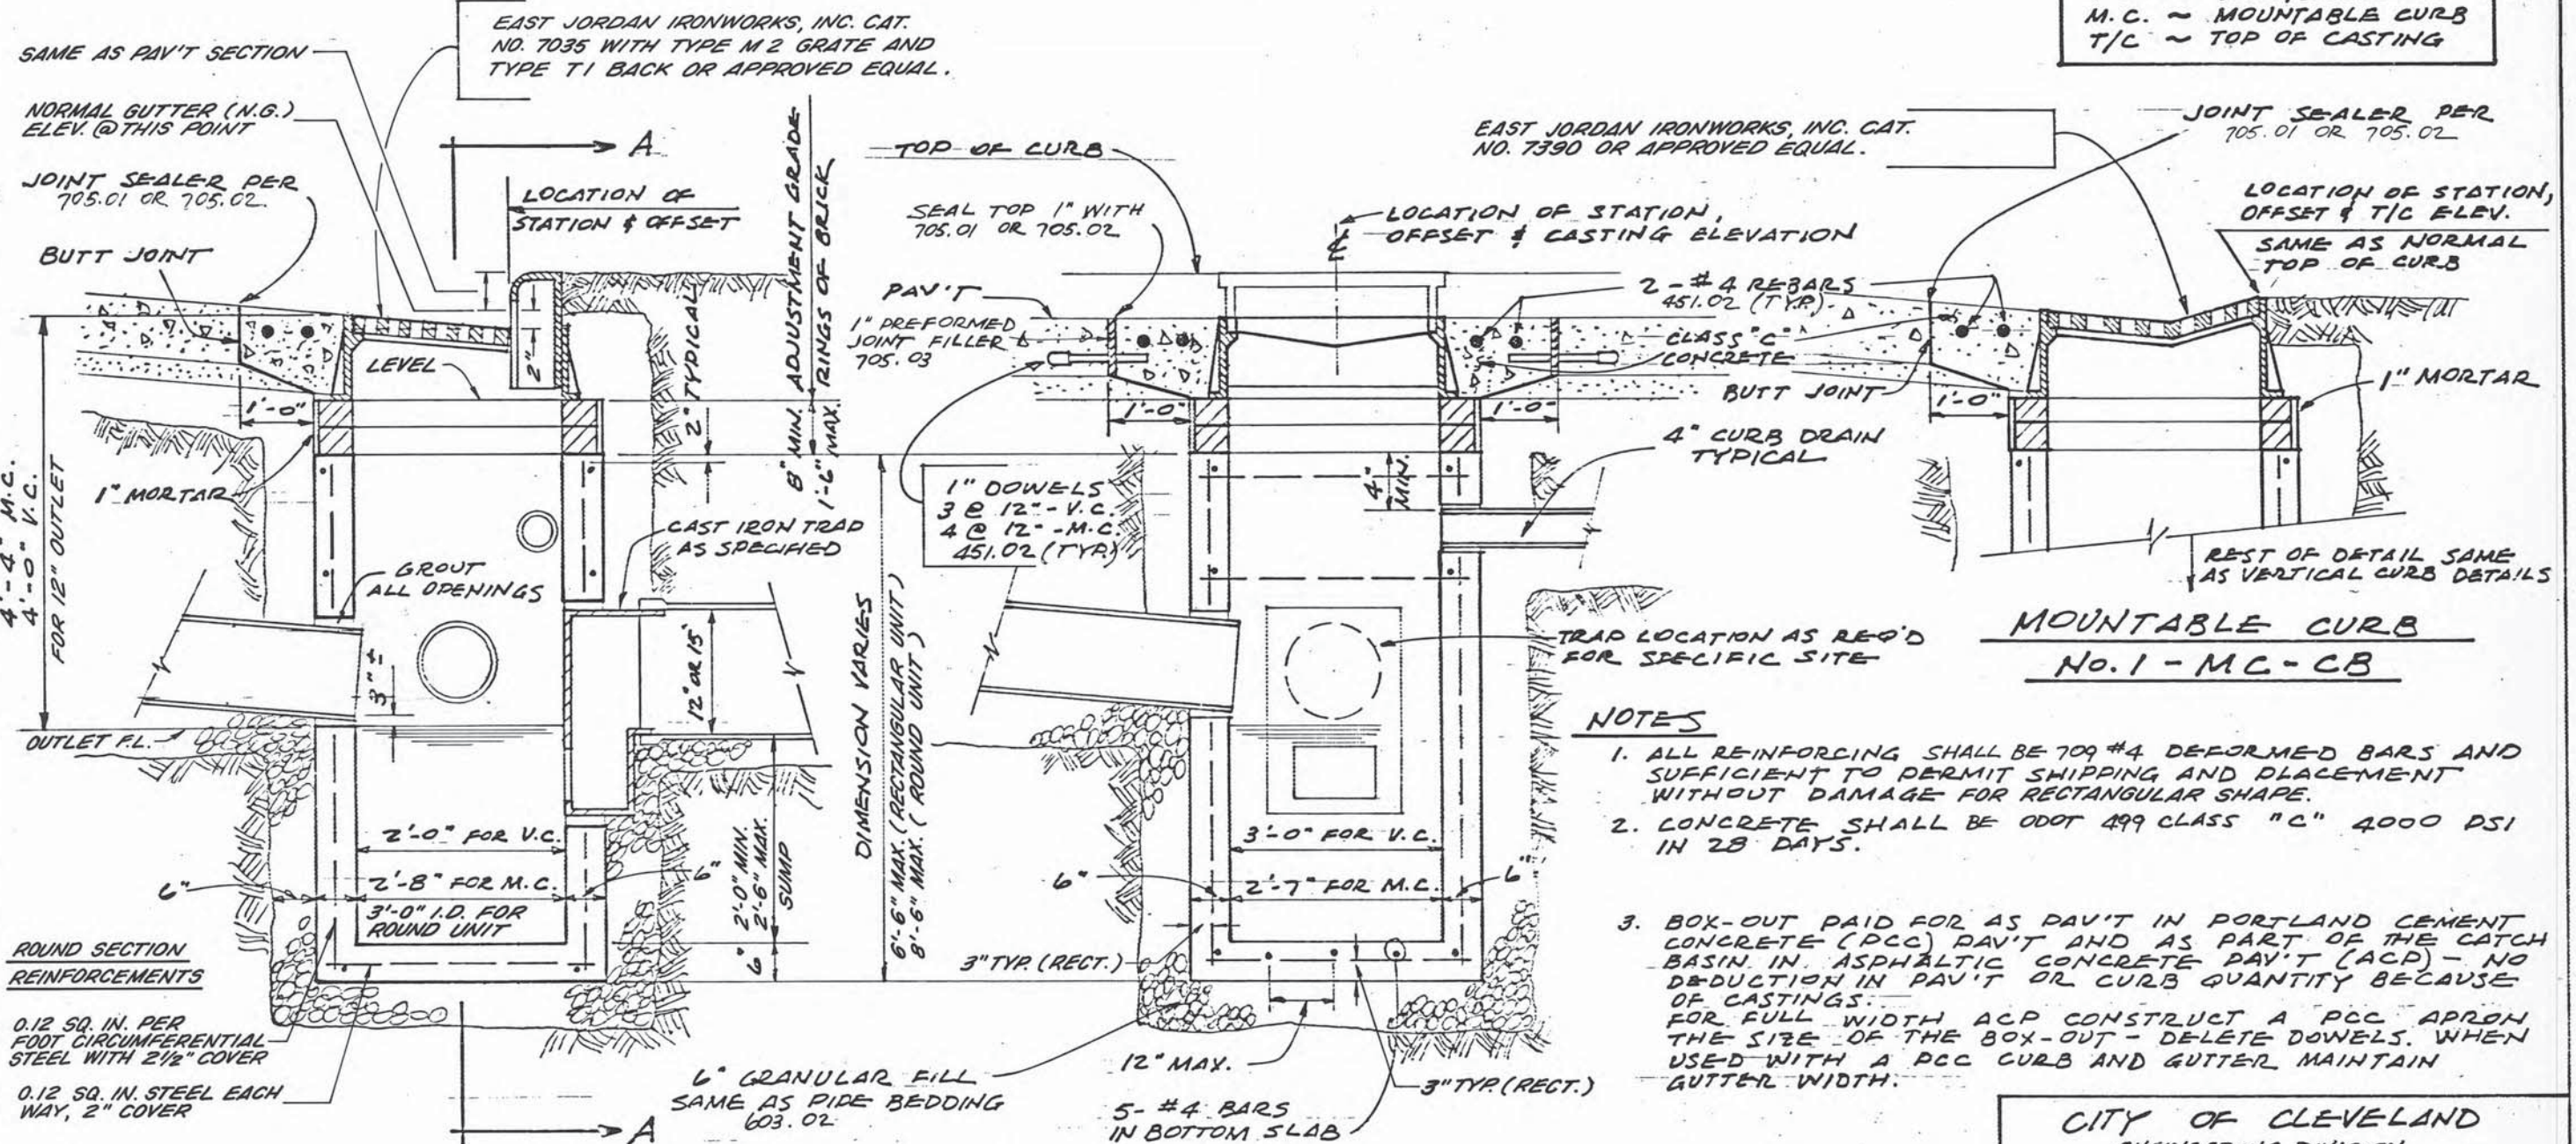 M.C. ~ MOUNTABLE CURB
T/C ~ TOP OF CASTING
EAST JORDAN IRONWORKS, INC. CAT.
NO. 7035 WITH TYPE M2 GRATE AND
TYPE T1 BACK OR APPROVED EQUAL.
SAME AS PAV'T SECTION
NORMAL GUTTER (N.G.)
ELEV. @ THIS POINT
JOINT SEALER PER
705.01 OR 705.02
BUTT JOINT
A
LOCATION OF
STATION & OFFSET
8" MIN. ADJUSTMENT GRADE
1'-6" MAX. RINGS OF BRICK
2" TYPICAL
LEVEL
2"
1'-0"
1" MORTAR
4'-4" M.C.
4'-0" V.C.
FOR 12" OUTLET
GROUT
ALL OPENINGS
CAST IRON TRAP
AS SPECIFIED
3"±
12" OR 15"
OUTLET F.L.
2'-0" FOR V.C.
2'-8" FOR M.C.
3'-0" I.D. FOR
ROUND UNIT
6"
6"
2'-0" MIN.
2'-6" MAX.
SUMP
6"
DIMENSION VARIES
6'-6" MAX. (RECTANGULAR UNIT)
8'-6" MAX. (ROUND UNIT)
ROUND SECTION
REINFORCEMENTS
0.12 SQ. IN. PER
FOOT CIRCUMFERENTIAL
STEEL WITH 2½" COVER
0.12 SQ. IN. STEEL EACH
WAY, 2" COVER
A
6" GRANULAR FILL
SAME AS PIPE BEDDING
603.02
TOP OF CURB
SEAL TOP 1" WITH
705.01 OR 705.02
PAV'T
1" PREFORMED
JOINT FILLER
705.03
℄
LOCATION OF STATION,
OFFSET & CASTING ELEVATION
2 - #4 REBARS
451.02 (TYP.)
CLASS "C"
CONCRETE
BUTT JOINT
1'-0"
1'-0"
4" MIN.
4" CURB DRAIN
TYPICAL
1" DOWELS
3 @ 12" - V.C.
4 @ 12" - M.C.
451.02 (TYP.)
TRAP LOCATION AS REQ'D
FOR SPECIFIC SITE
3'-0" FOR V.C.
2'-7" FOR M.C.
6"
6"
3" TYP. (RECT.)
12" MAX.
3" TYP. (RECT.)
5 - #4 BARS
IN BOTTOM SLAB
EAST JORDAN IRONWORKS, INC. CAT.
NO. 7390 OR APPROVED EQUAL.
JOINT SEALER PER
705.01 OR 705.02
LOCATION OF STATION,
OFFSET & T/C ELEV.
SAME AS NORMAL
TOP OF CURB
1" MORTAR
1'-0"
REST OF DETAIL SAME
AS VERTICAL CURB DETAILS
MOUNTABLE CURB
No. 1 - MC - CB
NOTES
1. ALL REINFORCING SHALL BE 709 #4 DEFORMED BARS AND
SUFFICIENT TO PERMIT SHIPPING AND PLACEMENT
WITHOUT DAMAGE FOR RECTANGULAR SHAPE.
2. CONCRETE SHALL BE ODOT 499 CLASS "C" 4000 PSI
IN 28 DAYS.
3. BOX-OUT PAID FOR AS PAV'T IN PORTLAND CEMENT
CONCRETE (PCC) PAV'T AND AS PART OF THE CATCH
BASIN IN ASPHALTIC CONCRETE PAV'T (ACP) - NO
DEDUCTION IN PAV'T OR CURB QUANTITY BECAUSE
OF CASTINGS.
FOR FULL WIDTH ACP CONSTRUCT A PCC APRON
THE SIZE OF THE BOX-OUT - DELETE DOWELS. WHEN
USED WITH A PCC CURB AND GUTTER MAINTAIN
GUTTER WIDTH.
CITY OF CLEVELAND